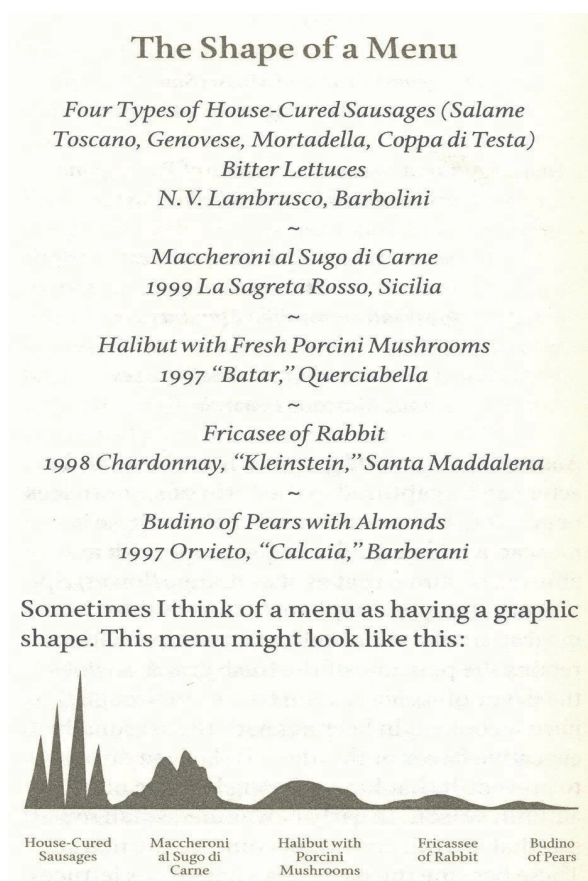 The Shape of a Menu
Four Types of House-Cured Sausages (Salame
Toscano, Genovese, Mortadella, Coppa di Testa)
Bitter Lettuces
N.V. Lambrusco, Barbolini
~
Maccheroni al Sugo di Carne
1999 La Sagreta Rosso, Sicilia
~
Halibut with Fresh Porcini Mushrooms
1997 “Batar,” Querciabella
~
Fricasee of Rabbit
1998 Chardonnay, “Kleinstein,” Santa Maddalena
~
Budino of Pears with Almonds
1997 Orvieto, “Calcaia,” Barberani
Sometimes I think of a menu as having a graphic
shape. This menu might look like this:
House-Cured
Sausages
Maccheroni
al Sugo di
Carne
Halibut with
Porcini
Mushrooms
Fricassee
of Rabbit
Budino
of Pears